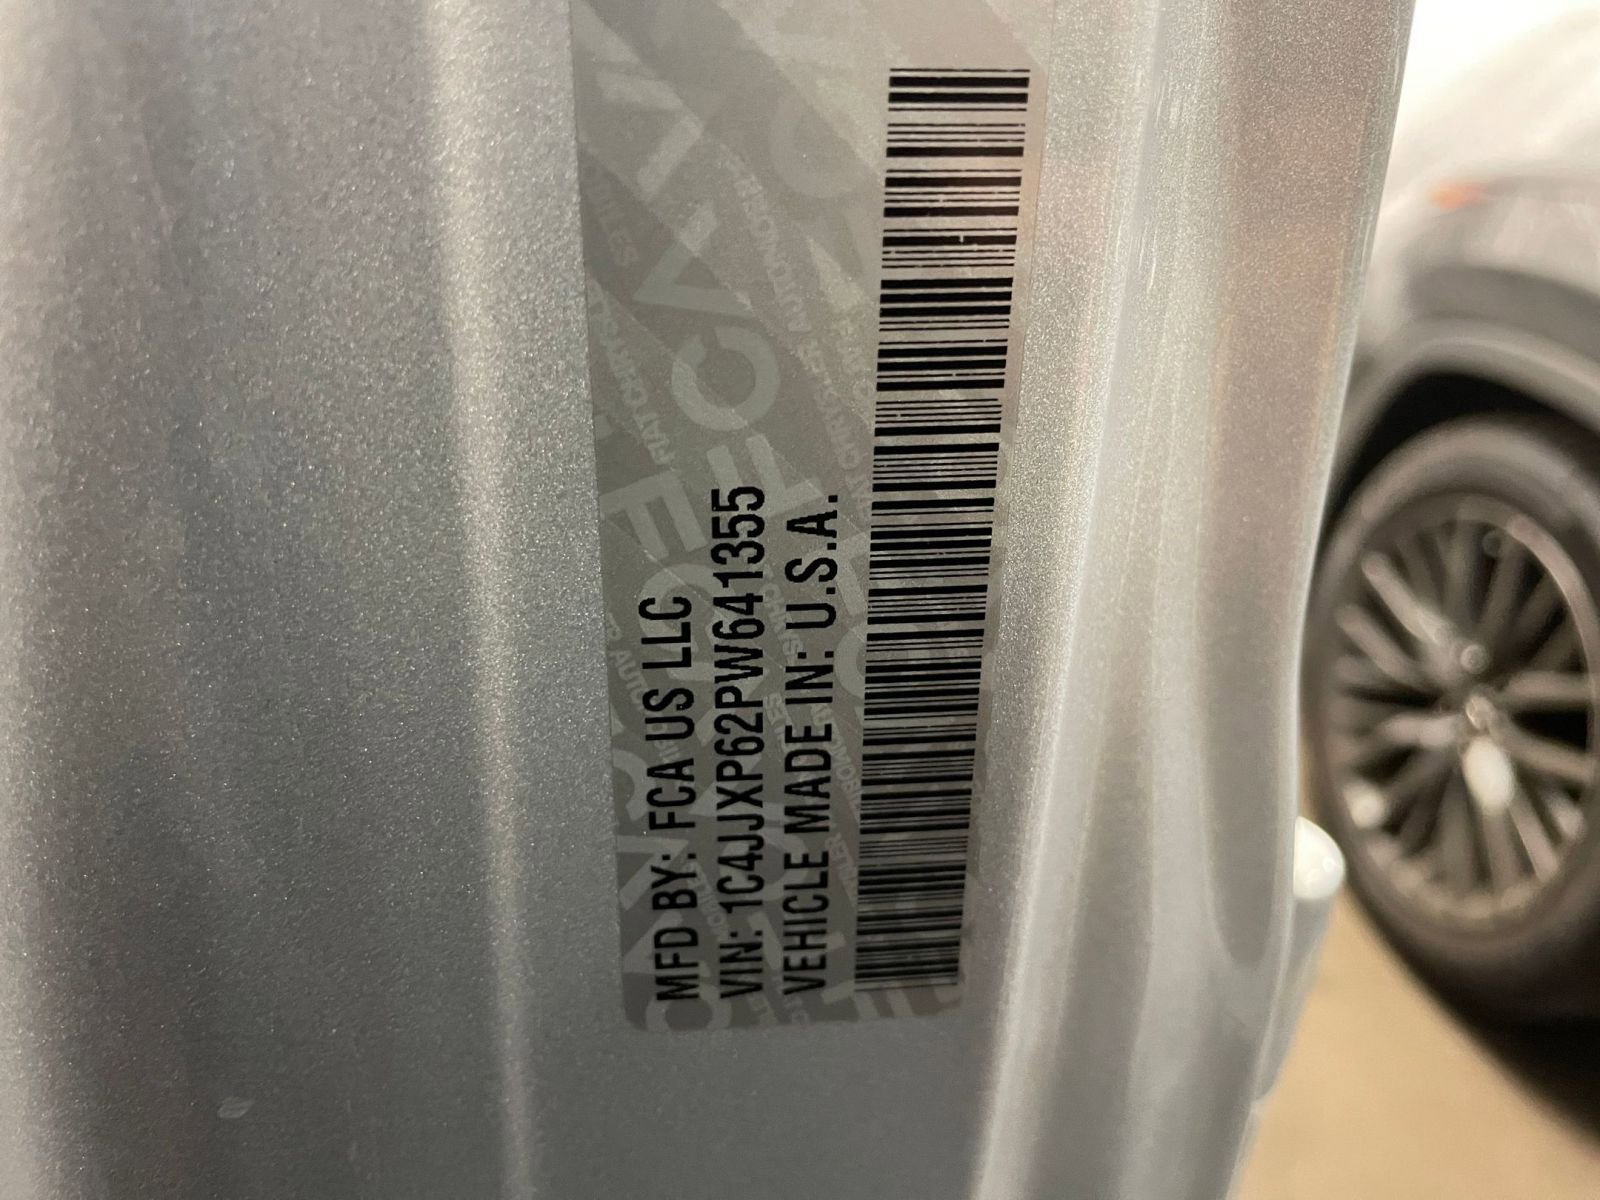 MFD BY: FCA US LLC
VIN: 1C4JJXP62PW641355
VEHICLE MADE IN: U.S.A.